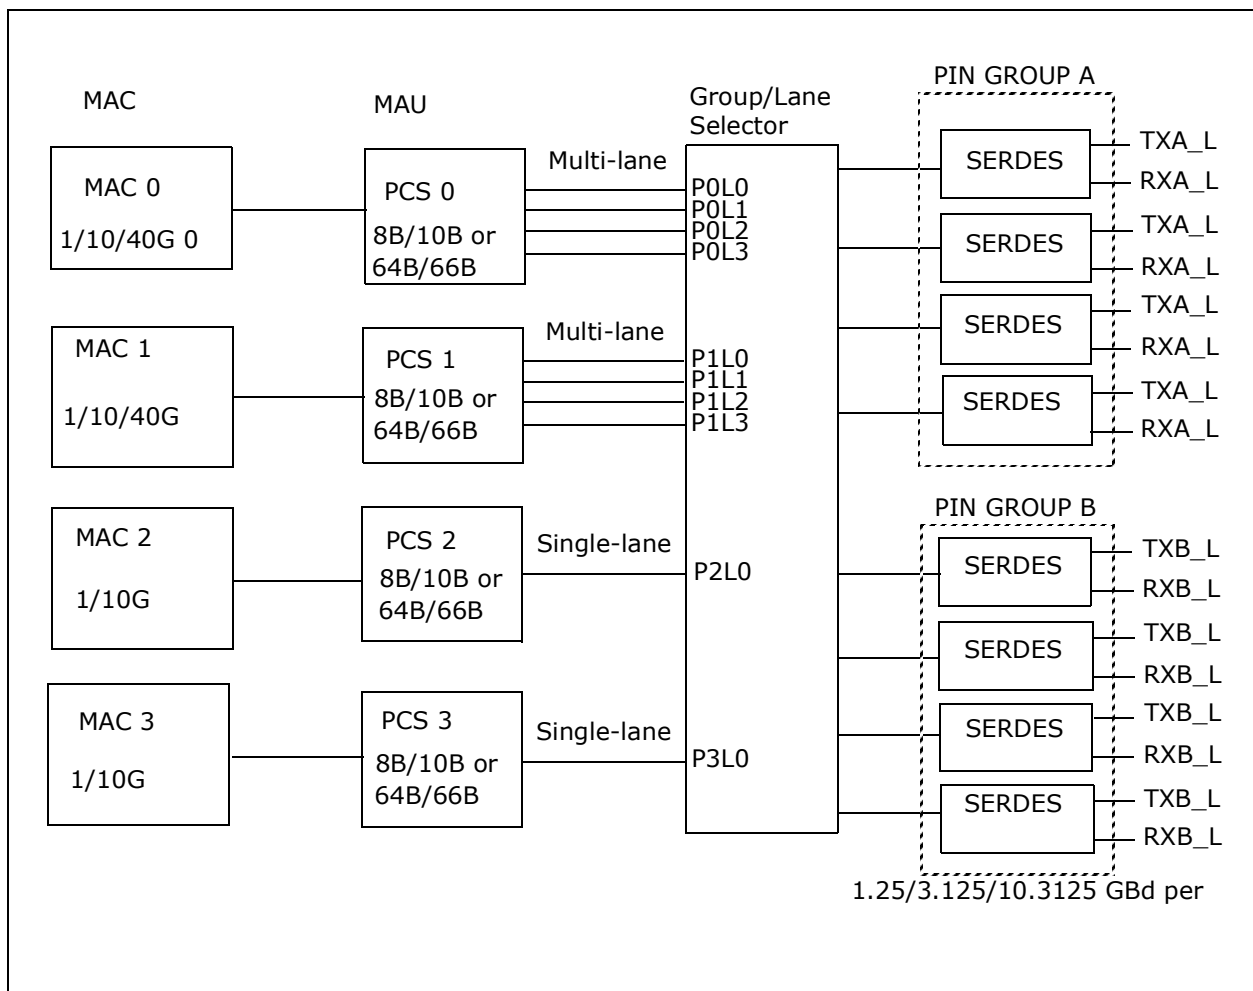 MAC
MAU
Group/Lane
Selector
PIN GROUP A
MAC 0
1/10/40G 0
PCS 0
8B/10B or
64B/66B
Multi-lane
P0L0
P0L1
P0L2
P0L3
SERDES
TXA_L
RXA_L
SERDES
TXA_L
RXA_L
MAC 1
1/10/40G
PCS 1
8B/10B or
64B/66B
Multi-lane
P1L0
P1L1
P1L2
P1L3
SERDES
TXA_L
RXA_L
SERDES
TXA_L
RXA_L
PIN GROUP B
MAC 2
1/10G
PCS 2
8B/10B or
64B/66B
Single-lane
P2L0
SERDES
TXB_L
RXB_L
SERDES
TXB_L
RXB_L
MAC 3
1/10G
PCS 3
8B/10B or
64B/66B
Single-lane
P3L0
SERDES
TXB_L
RXB_L
SERDES
TXB_L
RXB_L
1.25/3.125/10.3125 GBd per